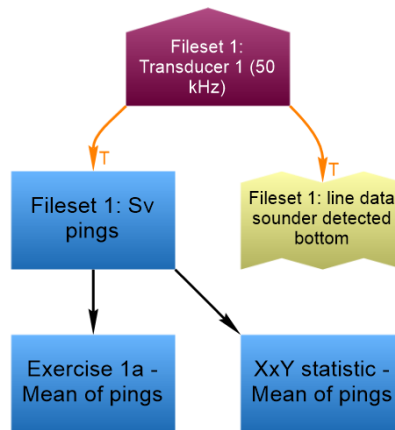 Fileset 1:
Transducer 1 (50
kHz)
T
T
Fileset 1: Sv
pings
Fileset 1: line data
sounder detected
bottom
Exercise 1a -
Mean of pings
XxY statistic -
Mean of pings